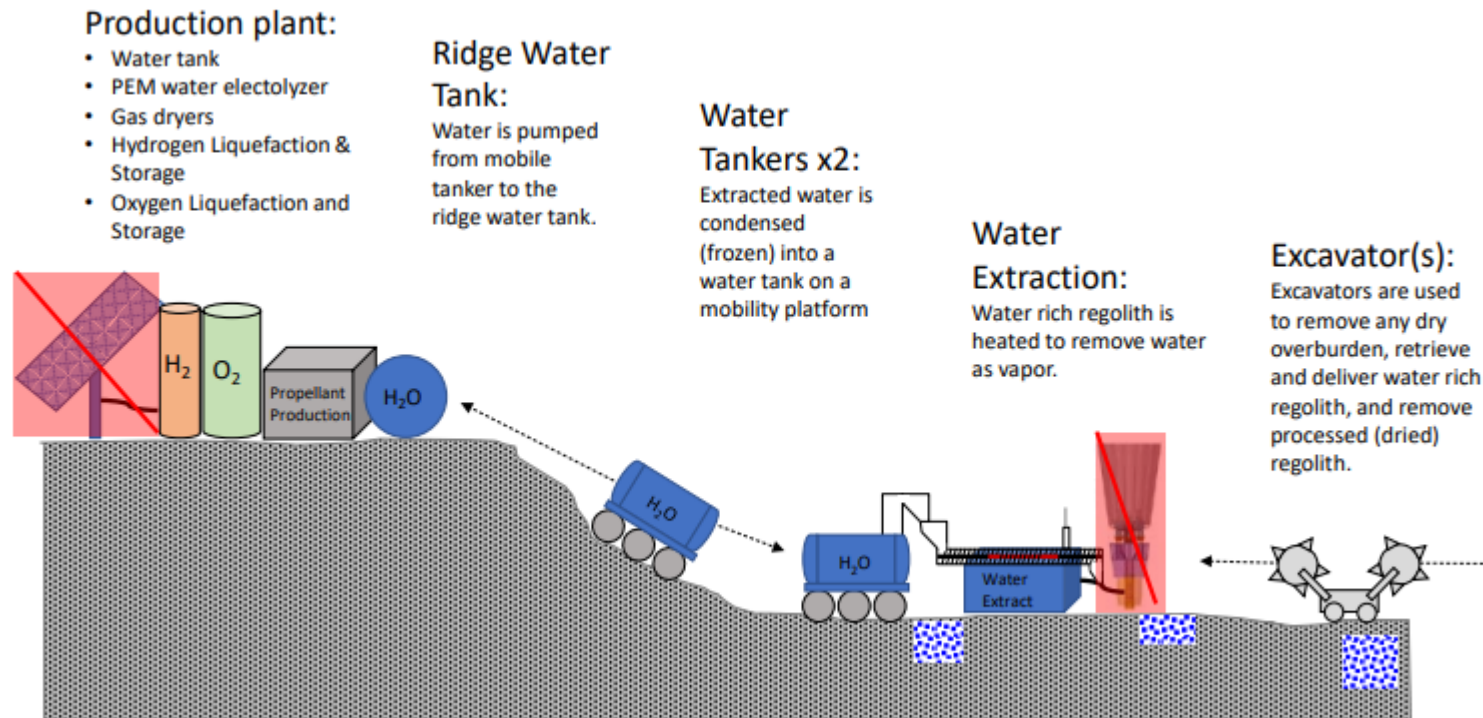 Production plant:
• Water tank
• PEM water electolyzer
• Gas dryers
• Hydrogen Liquefaction &
Storage
• Oxygen Liquefaction and
Storage
Ridge Water
Tank:
Water is pumped
from mobile
tanker to the
ridge water tank.
Water
Tankers x2:
Extracted water is
condensed
(frozen) into a
water tank on a
mobility platform
Water
Extraction:
Water rich regolith is
heated to remove water
as vapor.
Excavator(s):
Excavators are used
to remove any dry
overburden, retrieve
and deliver water rich
regolith, and remove
processed (dried)
regolith.
H₂
O₂
Propellant
Production
H₂O
H₂O
H₂O
Water
Extract